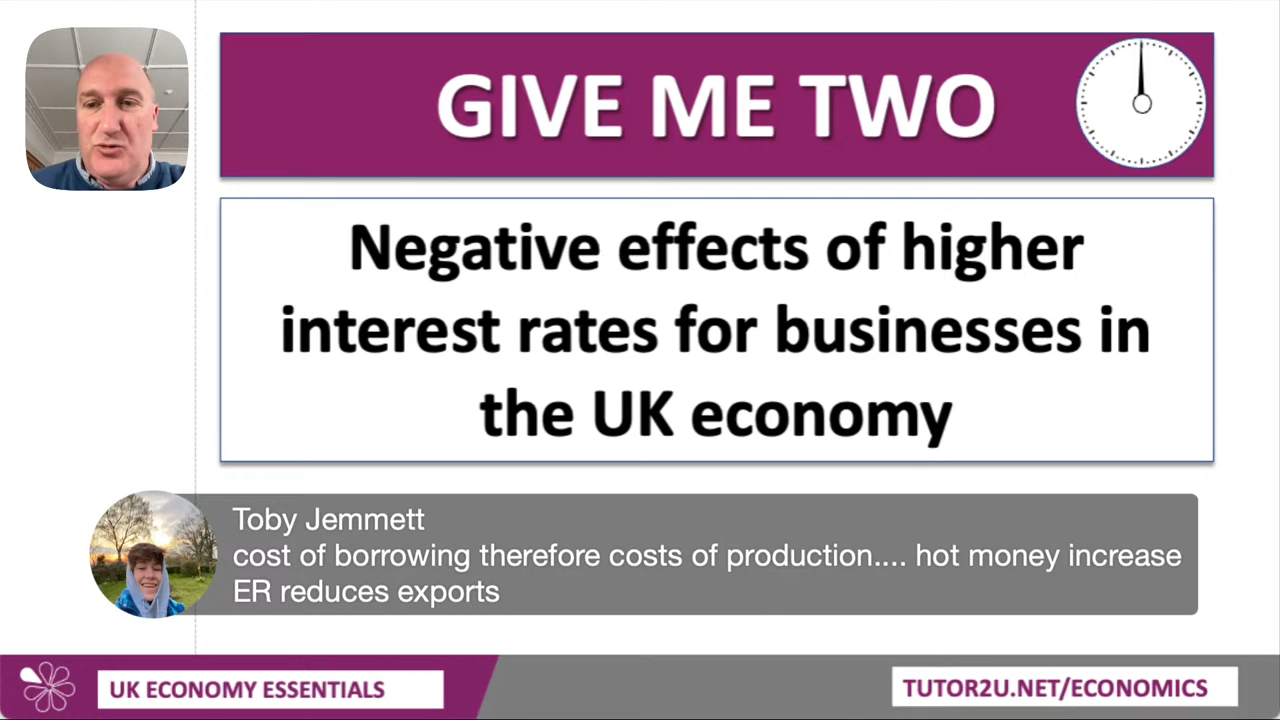 GIVE ME TWO
Negative effects of higher
interest rates for businesses in
the UK economy
Toby Jemmett
cost of borrowing therefore costs of production.... hot money increase
ER reduces exports
UK ECONOMY ESSENTIALS
TUTOR2U.NET/ECONOMICS